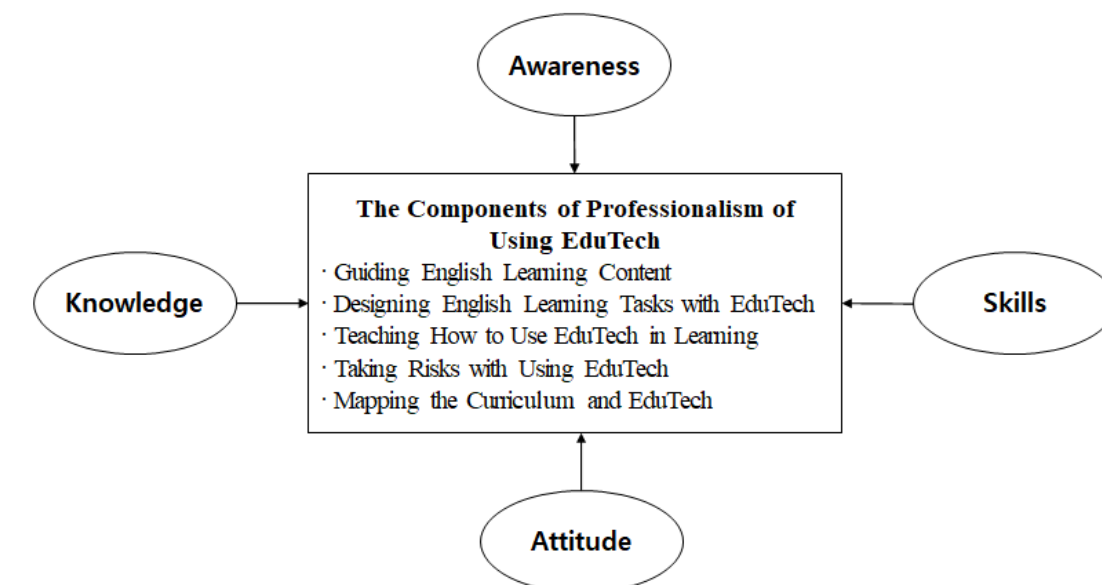 Awareness
The Components of Professionalism of
Using EduTech
· Guiding English Learning Content
· Designing English Learning Tasks with EduTech
· Teaching How to Use EduTech in Learning
· Taking Risks with Using EduTech
· Mapping the Curriculum and EduTech
Knowledge
Skills
Attitude